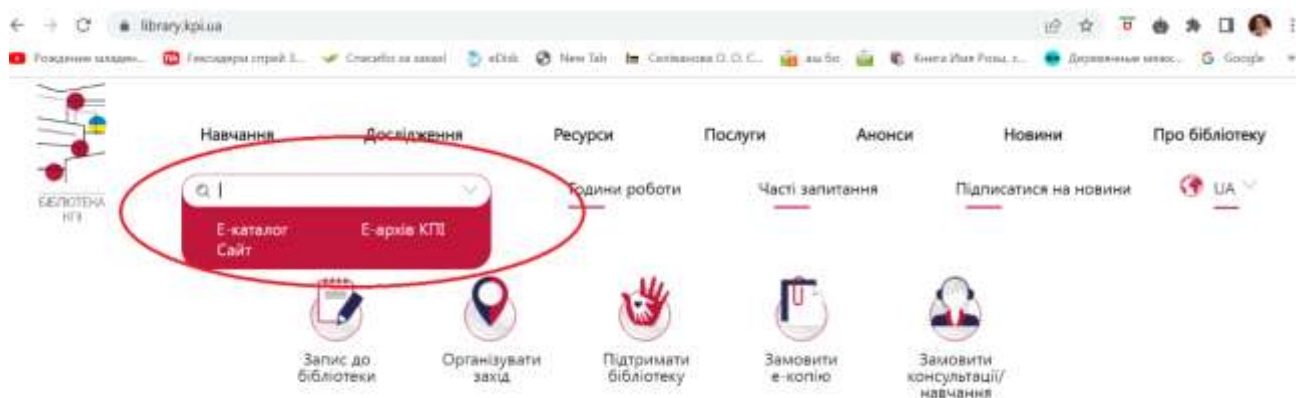 library.kpi.ua
New Tab
Google
Навчання Дослідження Ресурси Послуги Анонси Новини Про бібліотеку
Години роботи Часті запитання Підписатися на новини UA
БІБЛІОТЕКА
КПІ
Е-каталог Е-архів КПІ
Сайт
Запис до
бібліотеки
Організувати
захід
Підтримати
бібліотеку
Замовити
е-копію
Замовити
консультації/
навчання